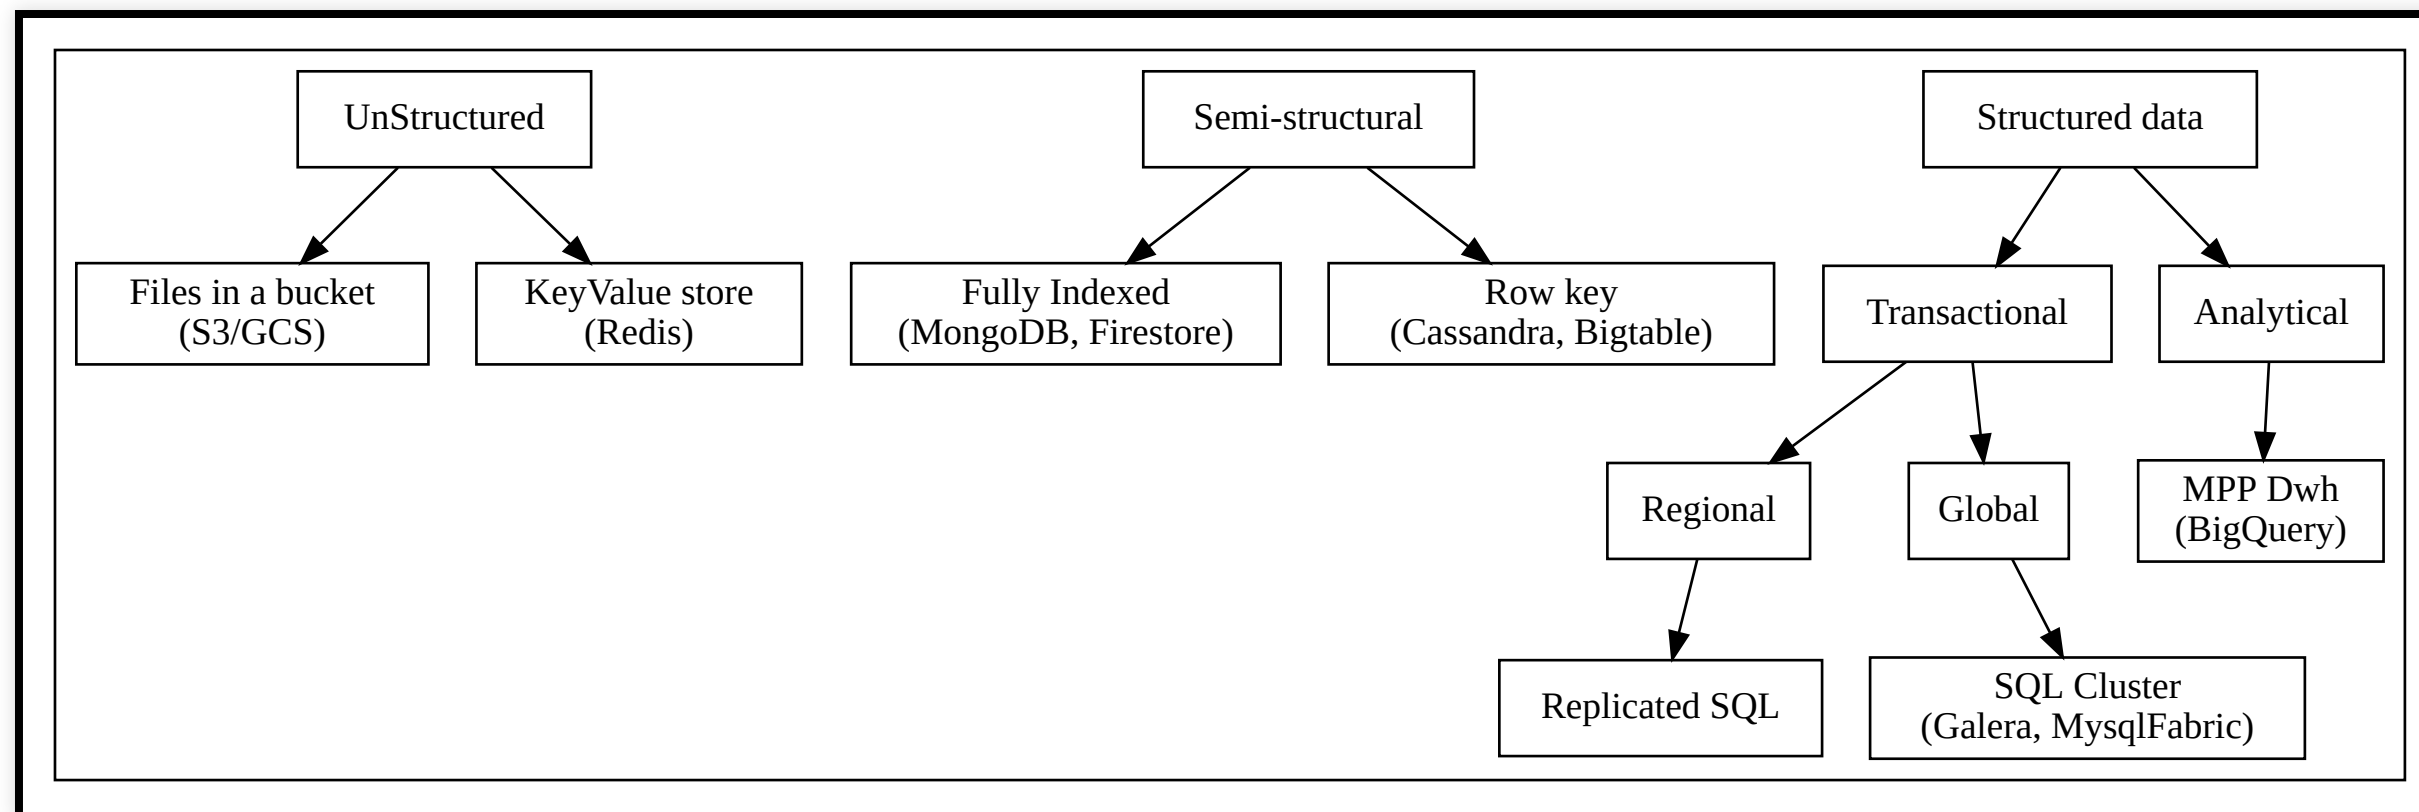 UnStructured
Semi-structural
Structured data
Files in a bucket
(S3/GCS)
KeyValue store
(Redis)
Fully Indexed
(MongoDB, Firestore)
Row key
(Cassandra, Bigtable)
Transactional
Analytical
Regional
Global
MPP Dwh
(BigQuery)
Replicated SQL
SQL Cluster
(Galera, MysqlFabric)